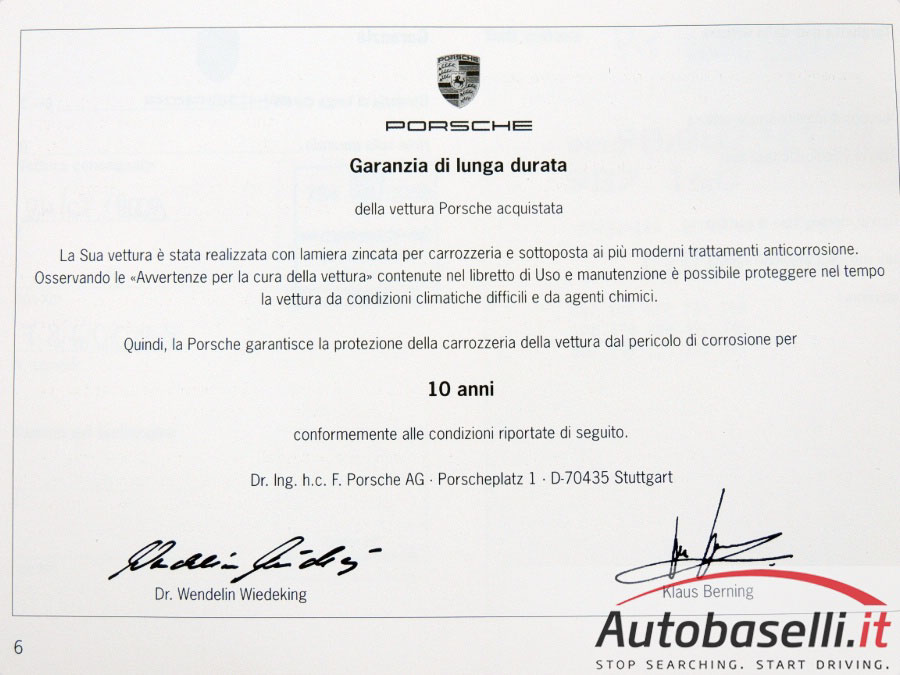 PORSCHE
PORSCHE
Garanzia di lunga durata
della vettura Porsche acquistata
La Sua vettura è stata realizzata con lamiera zincata per carrozzeria e sottoposta ai più moderni trattamenti anticorrosione.
Osservando le «Avvertenze per la cura della vettura» contenute nel libretto di Uso e manutenzione è possibile proteggere nel tempo
la vettura da condizioni climatiche difficili e da agenti chimici.
Quindi, la Porsche garantisce la protezione della carrozzeria della vettura dal pericolo di corrosione per
10 anni
conformemente alle condizioni riportate di seguito.
Dr. Ing. h.c. F. Porsche AG · Porscheplatz 1 · D-70435 Stuttgart
Wendelin Wiedeking
Dr. Wendelin Wiedeking
Klaus Berning
6
Autobaselli.it
STOP SEARCHING. START DRIVING.